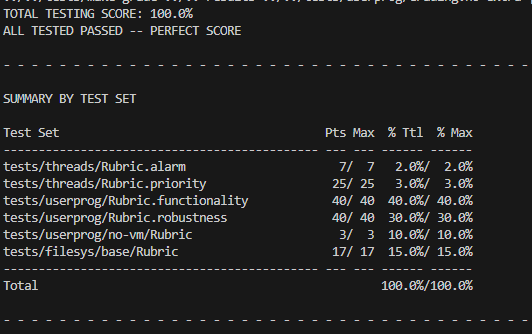 TOTAL TESTING SCORE: 100.0%
ALL TESTED PASSED -- PERFECT SCORE
- - - - - - - - - - - - - - - - - - - - - - - - - - - - - - - - - - - - - -
SUMMARY BY TEST SET
Test Set                                      Pts Max  % Ttl  % Max
--------------------------------------------- --- --- ------ ------
tests/threads/Rubric.alarm                      7/  7   2.0%/  2.0%
tests/threads/Rubric.priority                  25/ 25   3.0%/  3.0%
tests/userprog/Rubric.functionality            40/ 40  40.0%/ 40.0%
tests/userprog/Rubric.robustness               40/ 40  30.0%/ 30.0%
tests/userprog/no-vm/Rubric                     3/  3  10.0%/ 10.0%
tests/filesys/base/Rubric                      17/ 17  15.0%/ 15.0%
--------------------------------------------- --- --- ------ ------
Total                                                 100.0%/100.0%
- - - - - - - - - - - - - - - - - - - - - - - - - - - - - - - - - - - - - -